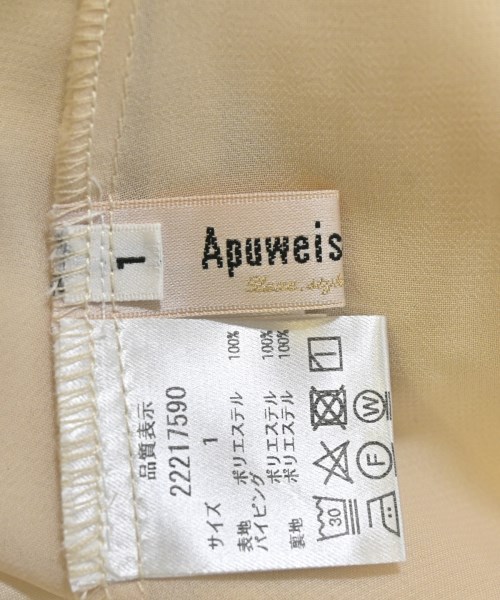 1
Apuweis
品質表示
22217590
サイズ 1
表地 ポリエステル 100%
パイピング ポリエステル 100%
裏地 ポリエステル 100%
30
F
W